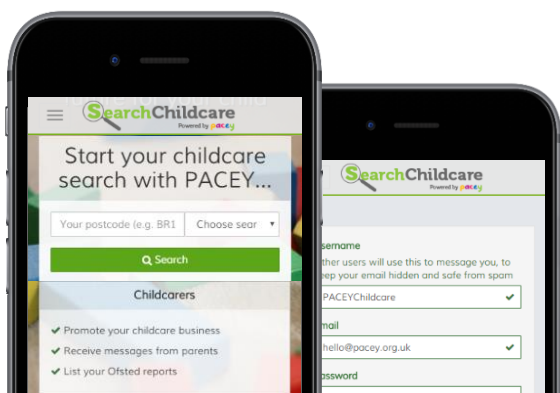 SearchChildcare
Powered by pacey
Start your childcare
search with PACEY...
Your postcode (e.g. BR1
Choose sear
Search
Childcarers
Promote your childcare business
Receive messages from parents
List your Ofsted reports
SearchChildcare
Powered by pacey
sername
ther users will use this to message you, to
eep your email hidden and safe from spam
PACEYChildcare
mail
hello@pacey.org.uk
assword